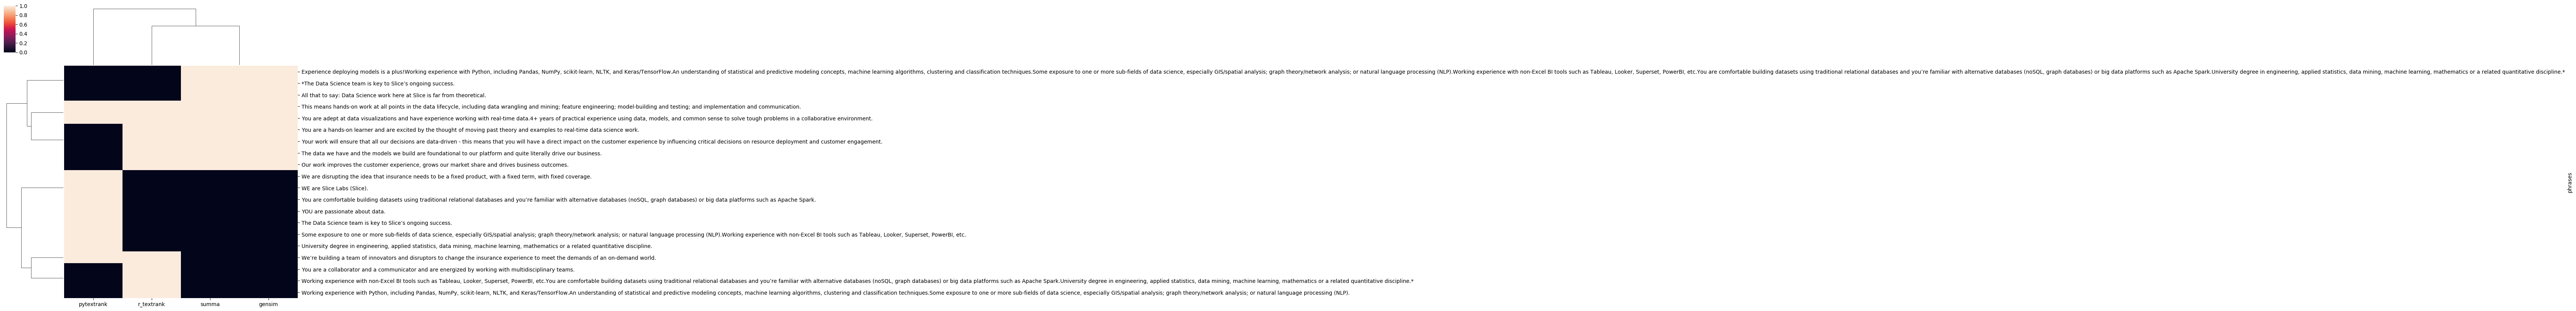 1.0
0.8
0.6
0.4
0.2
0.0
Experience deploying models is a plus!Working experience with Python, including Pandas, NumPy, scikit-learn, NLTK, and Keras/TensorFlow.An understanding of statistical and predictive modeling concepts, machine learning algorithms, clustering and classification techniques.Some exposure to one or more sub-fields of data science, especially GIS/spatial analysis; graph theory/network analysis; or natural language processing (NLP).Working experience with non-Excel BI tools such as Tableau, Looker, Superset, PowerBI, etc.You are comfortable building datasets using traditional relational databases and you're familiar with alternative databases (noSQL, graph databases) or big data platforms such as Apache Spark.University degree in engineering, applied statistics, data mining, machine learning, mathematics or a related quantitative discipline.*
*The Data Science team is key to Slice's ongoing success.
All that to say: Data Science work here at Slice is far from theoretical.
This means hands-on work at all points in the data lifecycle, including data wrangling and mining; feature engineering; model-building and testing; and implementation and communication.
You are adept at data visualizations and have experience working with real-time data.4+ years of practical experience using data, models, and common sense to solve tough problems in a collaborative environment.
You are a hands-on learner and are excited by the thought of moving past theory and examples to real-time data science work.
Your work will ensure that all our decisions are data-driven - this means that you will have a direct impact on the customer experience by influencing critical decisions on resource deployment and customer engagement.
The data we have and the models we build are foundational to our platform and quite literally drive our business.
Our work improves the customer experience, grows our market share and drives business outcomes.
We are disrupting the idea that insurance needs to be a fixed product, with a fixed term, with fixed coverage.
WE are Slice Labs (Slice).
You are comfortable building datasets using traditional relational databases and you're familiar with alternative databases (noSQL, graph databases) or big data platforms such as Apache Spark.
YOU are passionate about data.
The Data Science team is key to Slice's ongoing success.
Some exposure to one or more sub-fields of data science, especially GIS/spatial analysis; graph theory/network analysis; or natural language processing (NLP).Working experience with non-Excel BI tools such as Tableau, Looker, Superset, PowerBI, etc.
University degree in engineering, applied statistics, data mining, machine learning, mathematics or a related quantitative discipline.
We're building a team of innovators and disruptors to change the insurance experience to meet the demands of an on-demand world.
You are a collaborator and a communicator and are energized by working with multidisciplinary teams.
Working experience with non-Excel BI tools such as Tableau, Looker, Superset, PowerBI, etc.You are comfortable building datasets using traditional relational databases and you're familiar with alternative databases (noSQL, graph databases) or big data platforms such as Apache Spark.University degree in engineering, applied statistics, data mining, machine learning, mathematics or a related quantitative discipline.*
Working experience with Python, including Pandas, NumPy, scikit-learn, NLTK, and Keras/TensorFlow.An understanding of statistical and predictive modeling concepts, machine learning algorithms, clustering and classification techniques.Some exposure to one or more sub-fields of data science, especially GIS/spatial analysis; graph theory/network analysis; or natural language processing (NLP).
phrases
pytextrank
r_textrank
summa
gensim